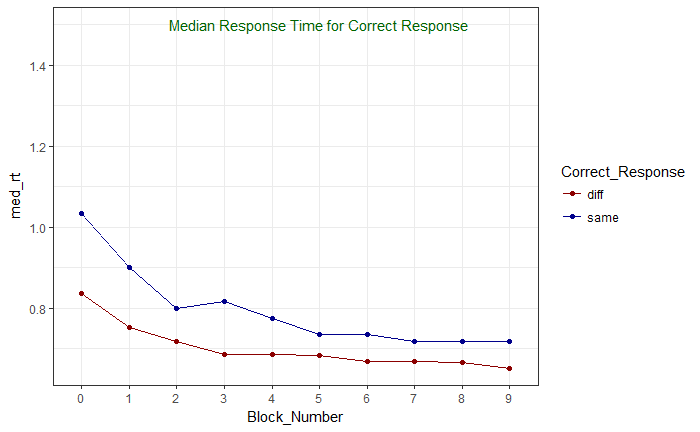 Median Response Time for Correct Response
1.4
1.2
1.0
0.8
med_rt
0 1 2 3 4 5 6 7 8 9
Block_Number
Correct_Response
diff
same